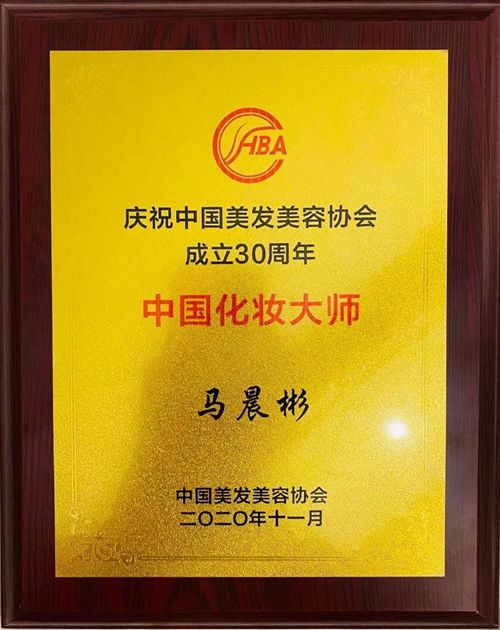 CHBA
庆祝中国美发美容协会
成立30周年
中国化妆大师
马晨彬
中国美发美容协会
二〇二〇年十一月